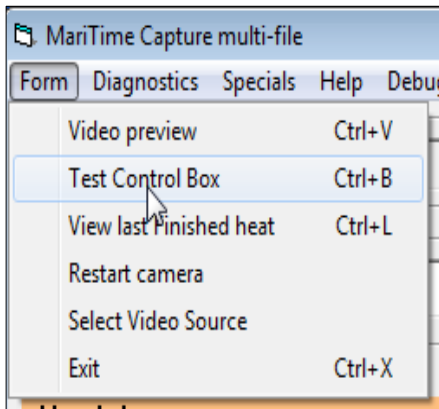 MariTime Capture multi-file
Form Diagnostics Specials Help
Video preview Ctrl+V
Test Control Box Ctrl+B
View last Finished heat Ctrl+L
Restart camera
Select Video Source
Exit Ctrl+X